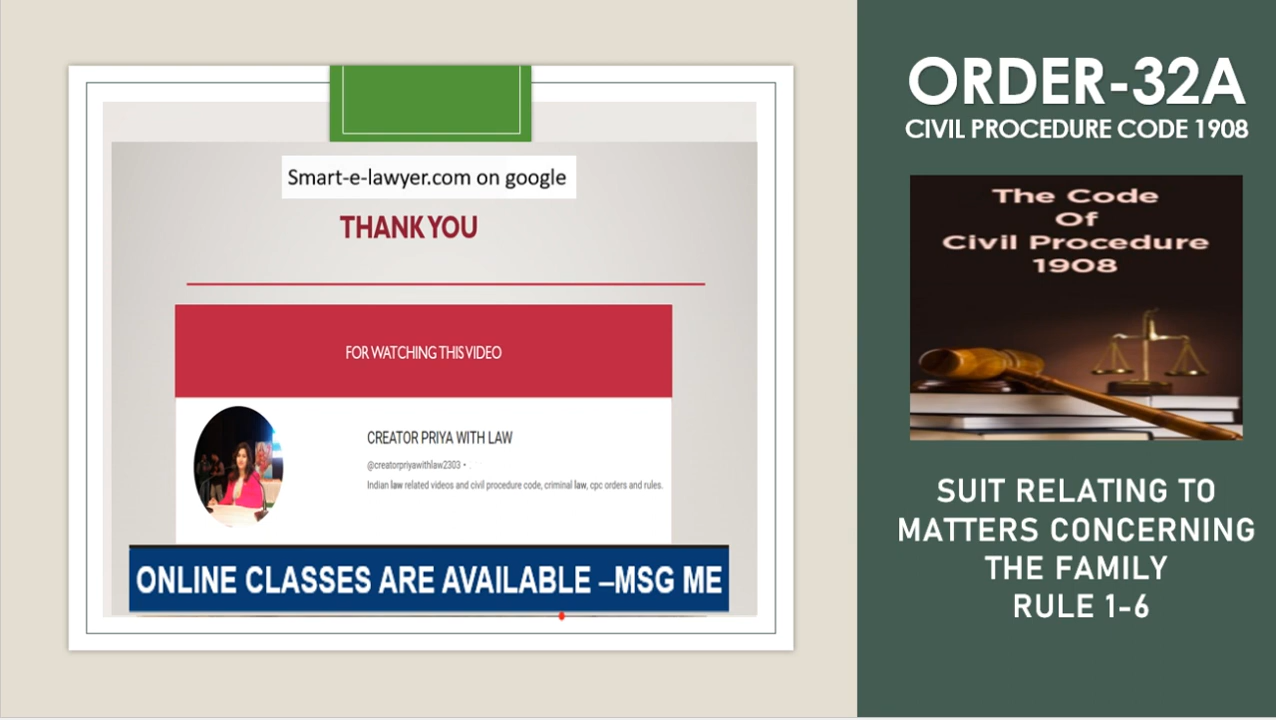 Smart-e-lawyer.com on google
THANK YOU
FOR WATCHING THIS VIDEO
CREATOR PRIYA WITH LAW
@creatorpriyawithlaw2303 •
Indian law related videos and civil procedure code, criminal law, cpc orders and rules.
ONLINE CLASSES ARE AVAILABLE –MSG ME
ORDER-32A
CIVIL PROCEDURE CODE 1908
The Code
Of
Civil Procedure
1908
SUIT RELATING TO
MATTERS CONCERNING
THE FAMILY
RULE 1-6